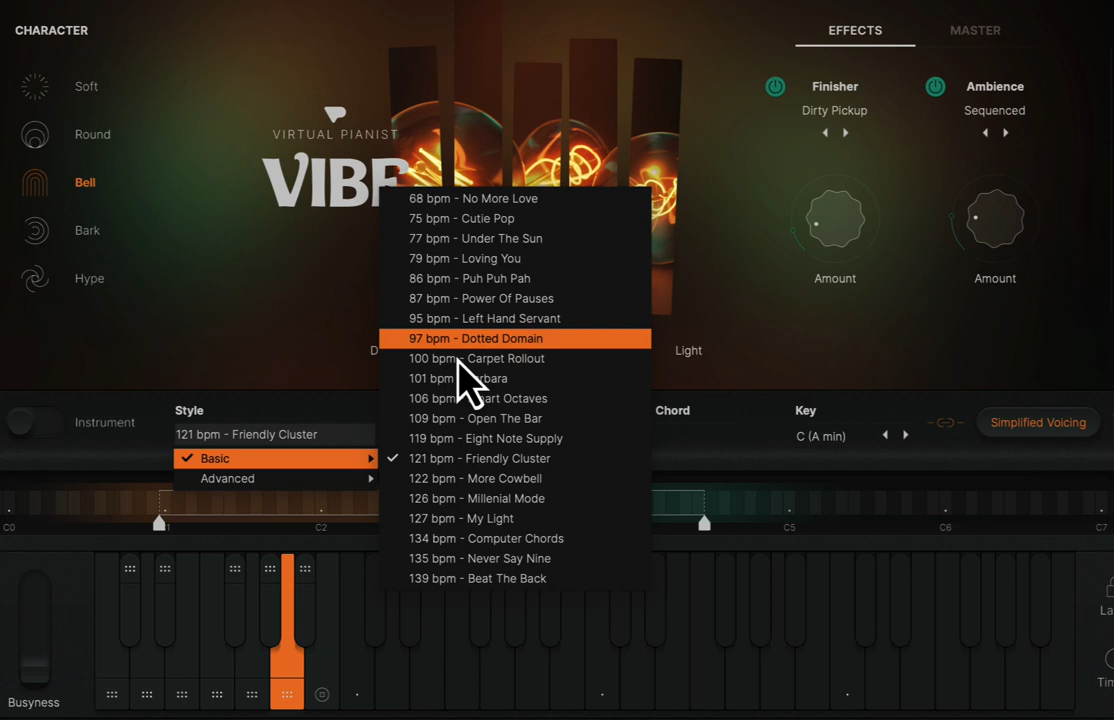 CHARACTER
EFFECTS
MASTER
Soft
Round
Bell
Bark
Hype
VIRTUAL PIANIST
Finisher
Dirty Pickup
Amount
Ambience
Sequenced
Amount
68 bpm - No More Love
75 bpm - Cutie Pop
77 bpm - Under The Sun
79 bpm - Loving You
86 bpm - Puh Puh Pah
87 bpm - Power Of Pauses
95 bpm - Left Hand Servant
97 bpm - Dotted Domain
100 bpm - Carpet Rollout
101 bpm
106 bpm Octaves
109 bpm - Open The Bar
119 bpm - Eight Note Supply
121 bpm - Friendly Cluster
122 bpm - More Cowbell
126 bpm - Millenial Mode
127 bpm - My Light
134 bpm - Computer Chords
135 bpm - Never Say Nine
139 bpm - Beat The Back
D
Light
Instrument
Style
121 bpm - Friendly Cluster
Basic
Advanced
Chord
Key
C (A min)
Simplified Voicing
C0
C2
C5
C6
C7
Busyness